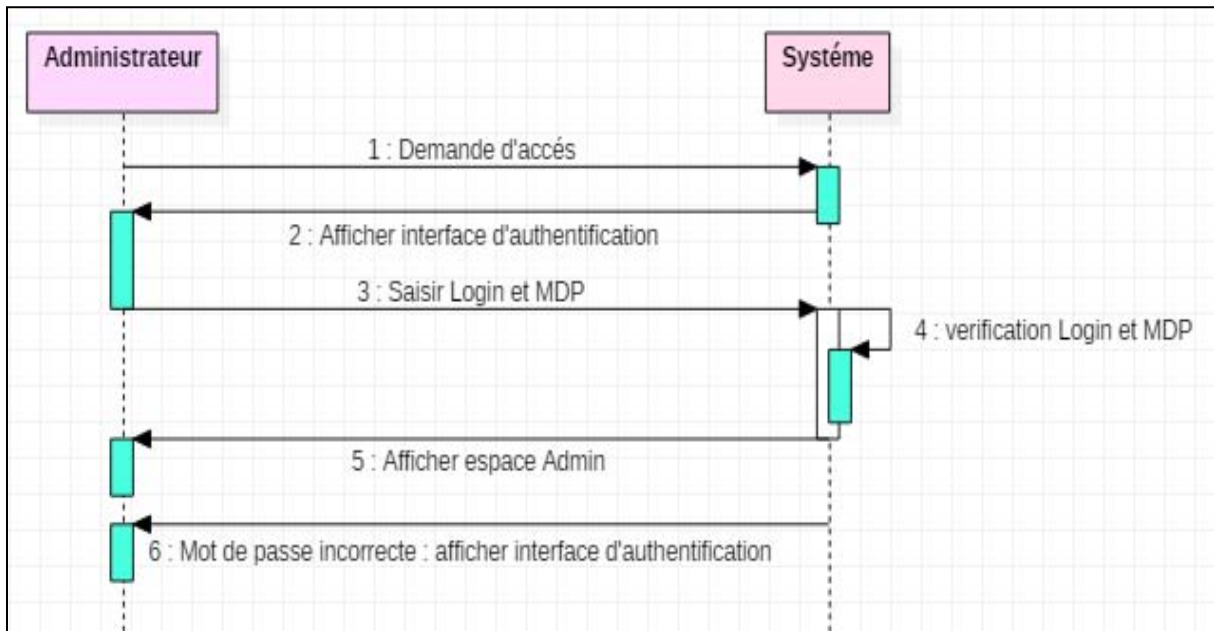 Administrateur
Systéme
1 : Demande d'accés
2 : Afficher interface d'authentification
3 : Saisir Login et MDP
4 : verification Login et MDP
5 : Afficher espace Admin
6 : Mot de passe incorrecte : afficher interface d'authentification